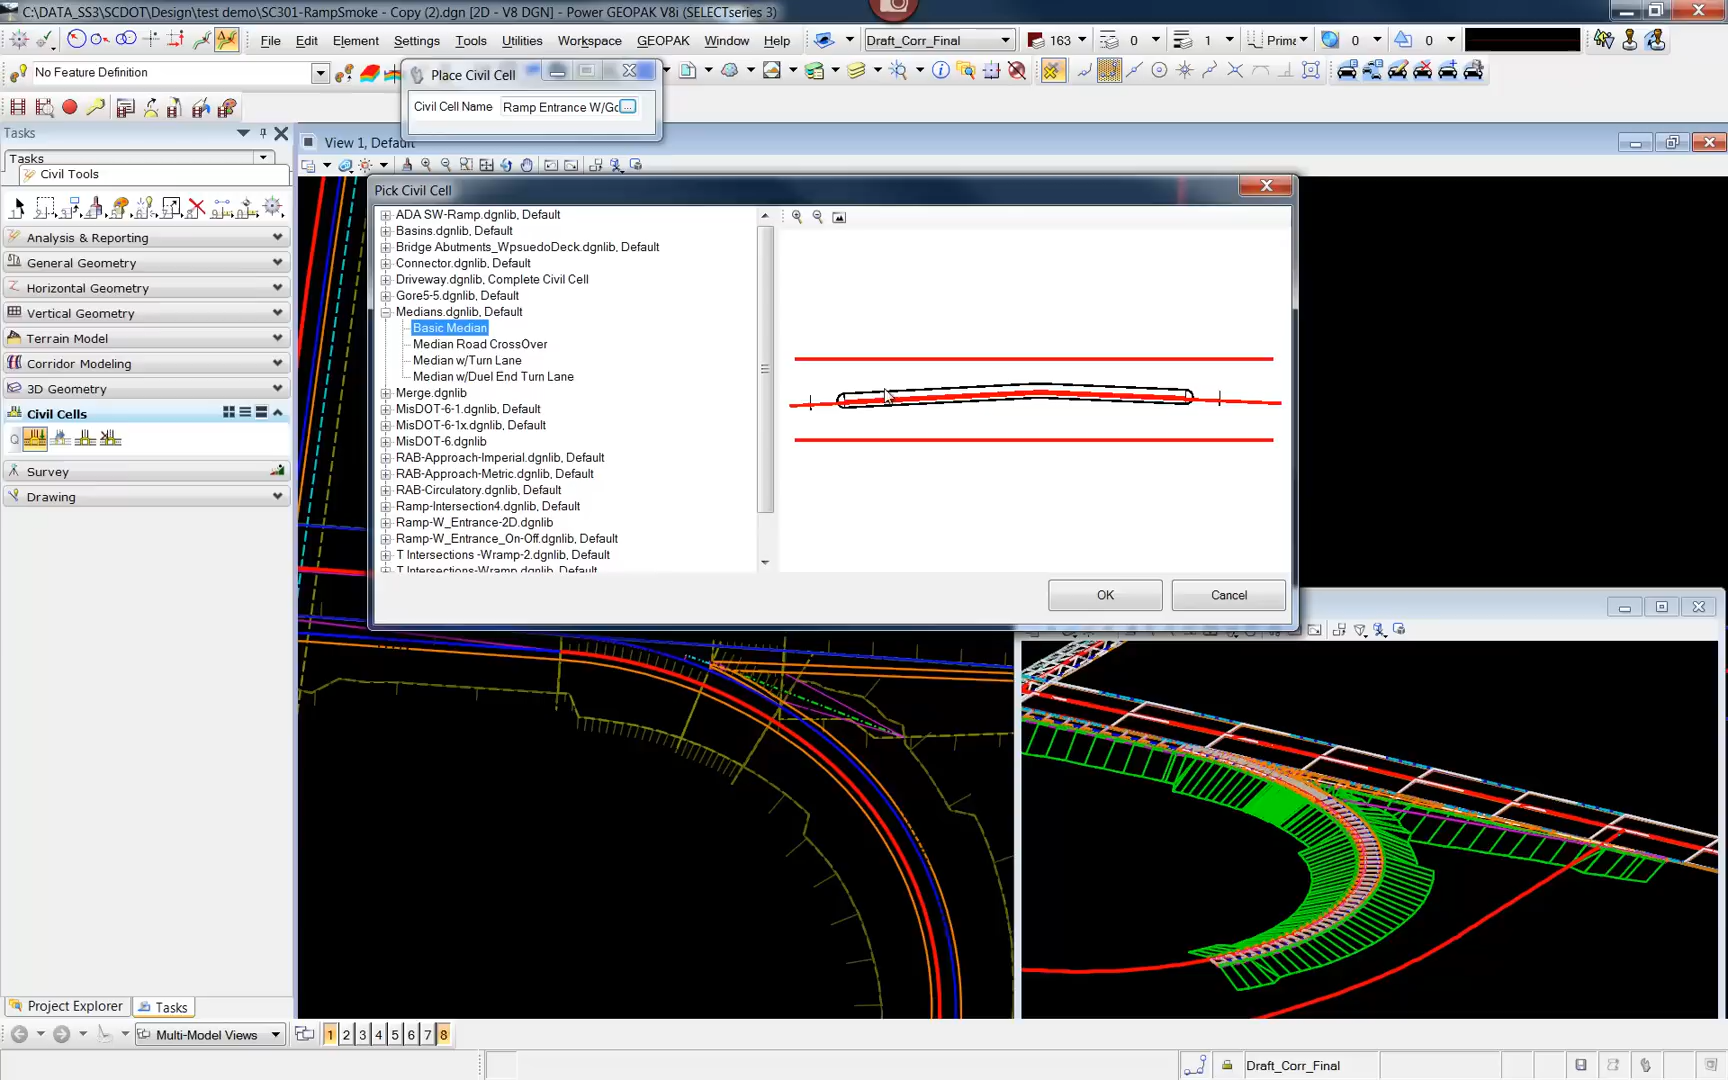 C:\DATA_SS3\SCDOT\Design\test demo\SC301-RampSmoke - Copy (2).dgn [2D - V8 DGN] - Power GEOPAK V8i (SELECTseries 3)
File Edit Element Settings Tools Utilities Workspace GEOPAK Window Help
Draft_Corr_Final
163
0
1
Prima
0
0
No Feature Definition
Place Civil Cell
Civil Cell Name
Ramp Entrance W/Go
Tasks
View 1, Default
Tasks
Civil Tools
Pick Civil Cell
Analysis & Reporting
General Geometry
Horizontal Geometry
Vertical Geometry
Terrain Model
Corridor Modeling
3D Geometry
Civil Cells
Q
Survey
Drawing
ADA SW-Ramp.dgnlib, Default
Basins.dgnlib, Default
Bridge Abutments_WpsuedoDeck.dgnlib, Default
Connector.dgnlib, Default
Driveway.dgnlib, Complete Civil Cell
Gore5-5.dgnlib, Default
Medians.dgnlib, Default
Basic Median
Median Road CrossOver
Median w/Turn Lane
Median w/Duel End Turn Lane
Merge.dgnlib
MisDOT-6-1.dgnlib, Default
MisDOT-6-1x.dgnlib, Default
MisDOT-6.dgnlib
RAB-Approach-Imperial.dgnlib, Default
RAB-Approach-Metric.dgnlib, Default
RAB-Circulatory.dgnlib, Default
Ramp-Intersection4.dgnlib, Default
Ramp-W_Entrance-2D.dgnlib
Ramp-W_Entrance_On-Off.dgnlib, Default
T Intersections -Wramp-2.dgnlib, Default
T Intersections-Wramp.dgnlib, Default
OK
Cancel
Project Explorer
Tasks
Multi-Model Views
1 2 3 4 5 6 7 8
Draft_Corr_Final